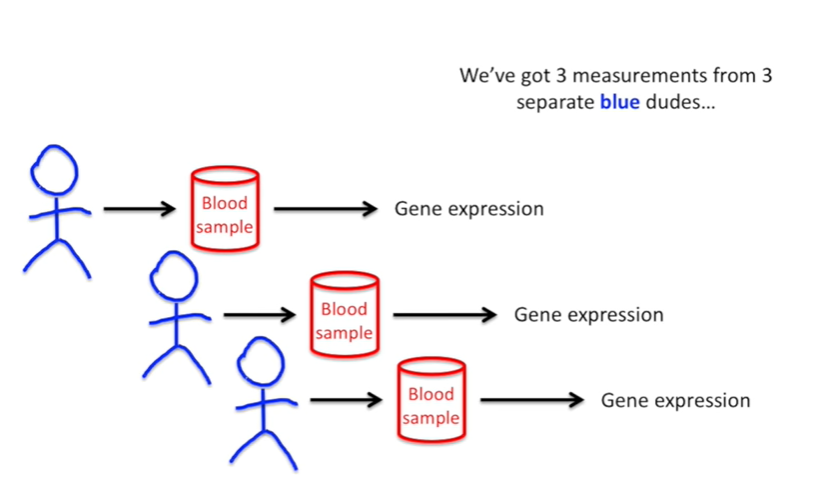 We've got 3 measurements from 3
separate blue dudes...
Blood
sample
Gene expression
Blood
sample
Gene expression
Blood
sample
Gene expression